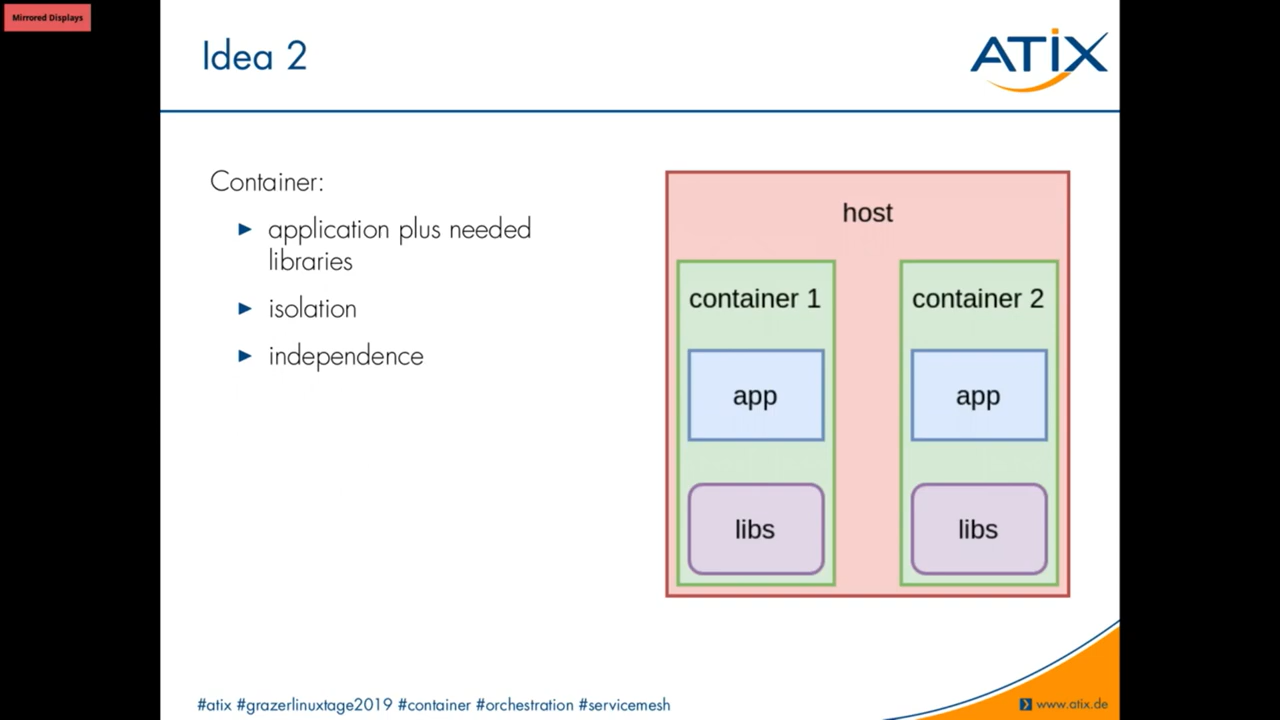 Mirrored Displays
Idea 2
ATIX
Container:
application plus needed
libraries
isolation
independence
host
container 1
container 2
app
app
libs
libs
#atix #grazerlinuxtage2019 #container #orchestration #servicemesh
www.atix.de